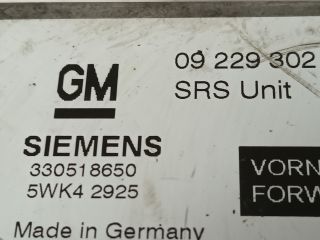 GM
09 229 302
SRS Unit
SIEMENS
330518650
5WK4 2925
VORN
FORW
Made in Germany